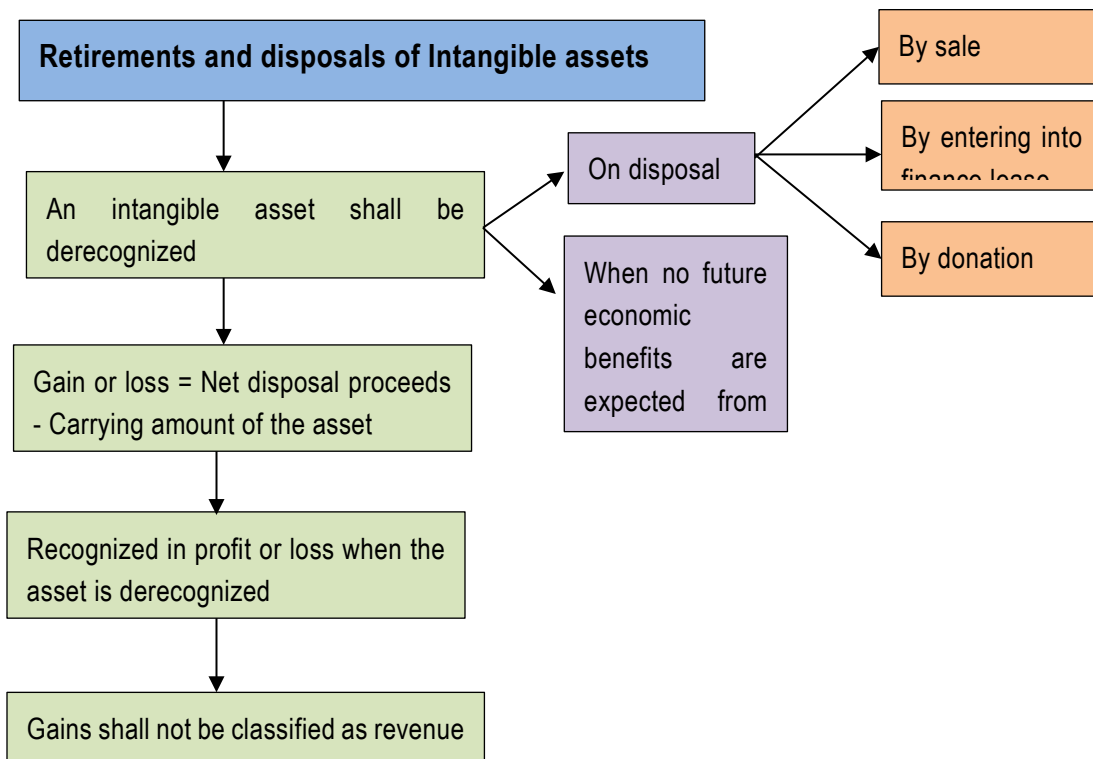 Retirements and disposals of Intangible assets
By sale
By entering into
finance lease
On disposal
An intangible asset shall be
derecognized
By donation
When no future
economic
benefits are
expected from
Gain or loss = Net disposal proceeds
- Carrying amount of the asset
Recognized in profit or loss when the
asset is derecognized
Gains shall not be classified as revenue